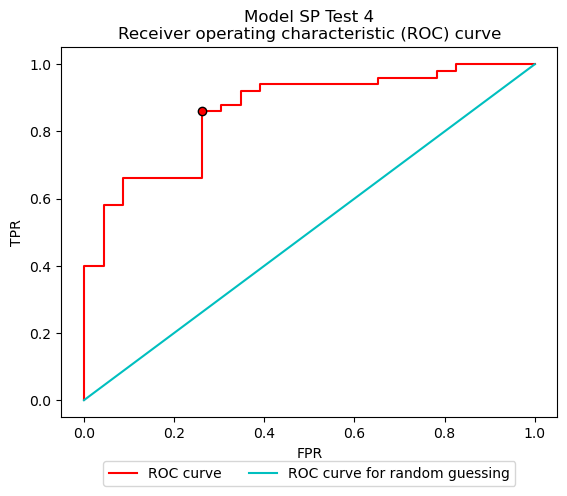 Model SP Test 4
Receiver operating characteristic (ROC) curve
1.0
0.8
0.6
0.4
0.2
0.0
TPR
0.0 0.2 0.4 0.6 0.8 1.0
FPR
ROC curve ROC curve for random guessing